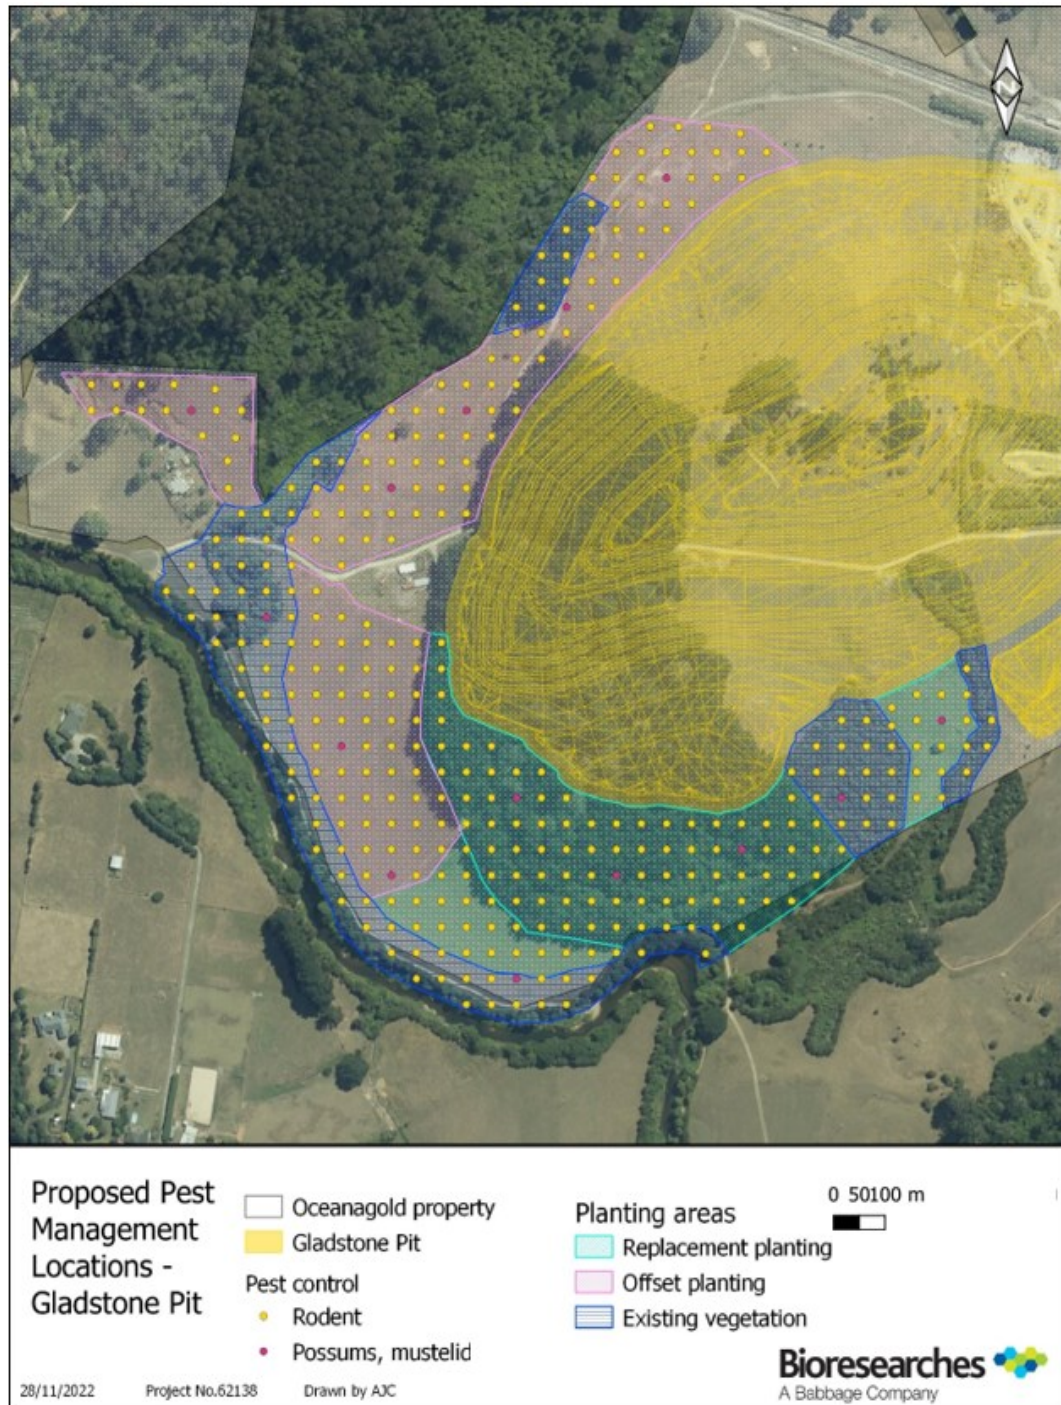 N
Proposed Pest
Management
Locations -
Gladstone Pit
Oceanagold property
Gladstone Pit
Pest control
Rodent
Possums, mustelid
Planting areas
Replacement planting
Offset planting
Existing vegetation
0 50100 m
28/11/2022 Project No.62138 Drawn by AJC
Bioresearches
A Babbage Company